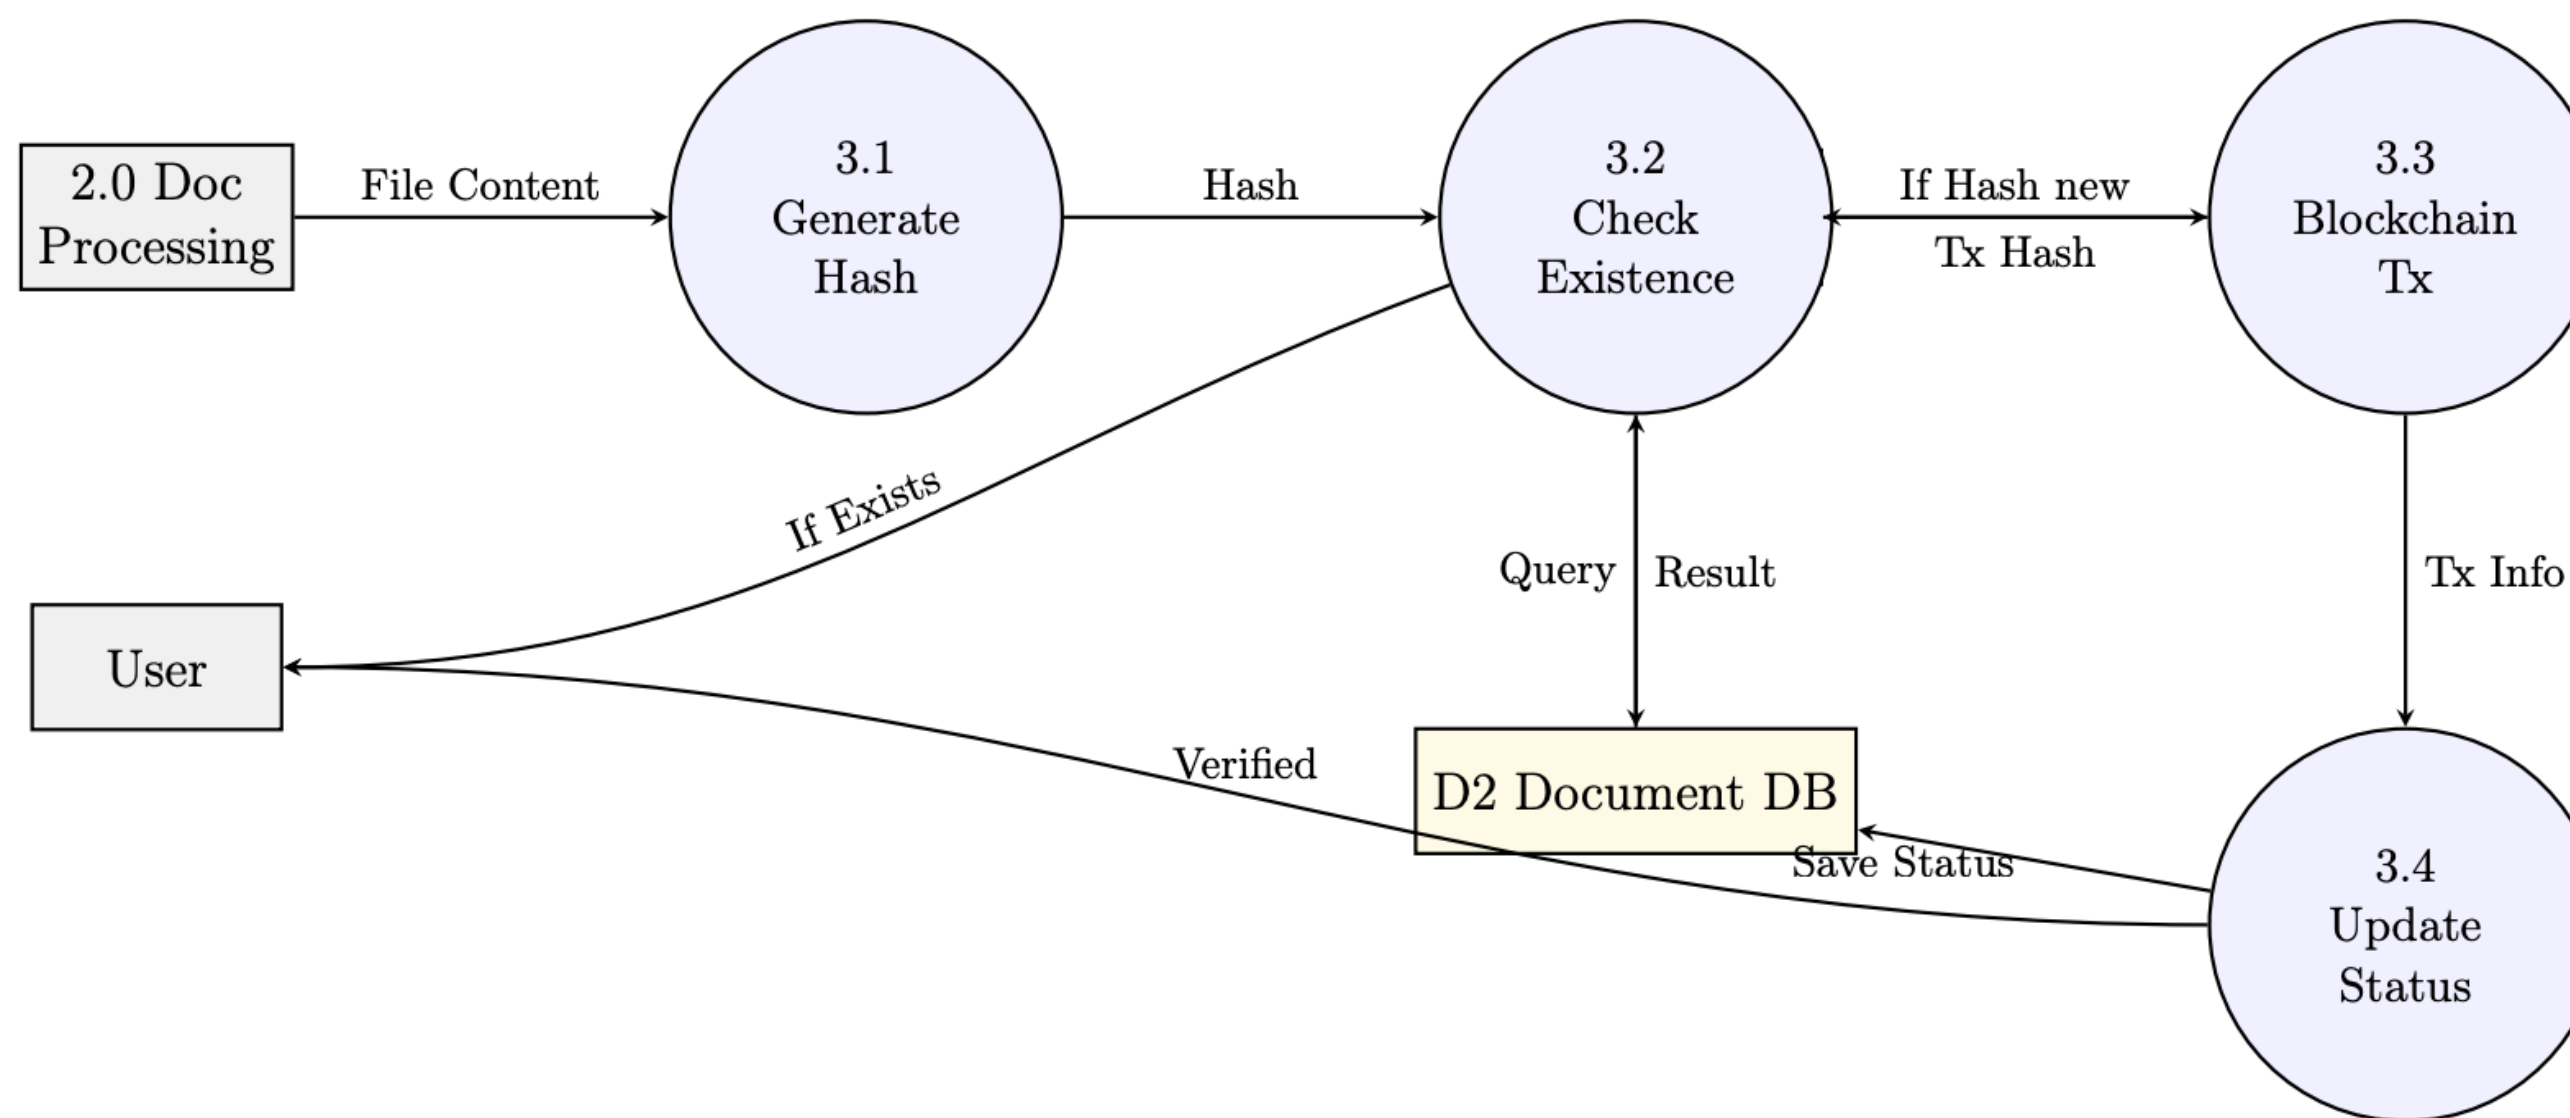 2.0 Doc
Processing
File Content
3.1
Generate
Hash
Hash
3.2
Check
Existence
If Hash new
Tx Hash
3.3
Blockchain
Tx
If Exists
Query
Result
Tx Info
User
Verified
D2 Document DB
Save Status
3.4
Update
Status